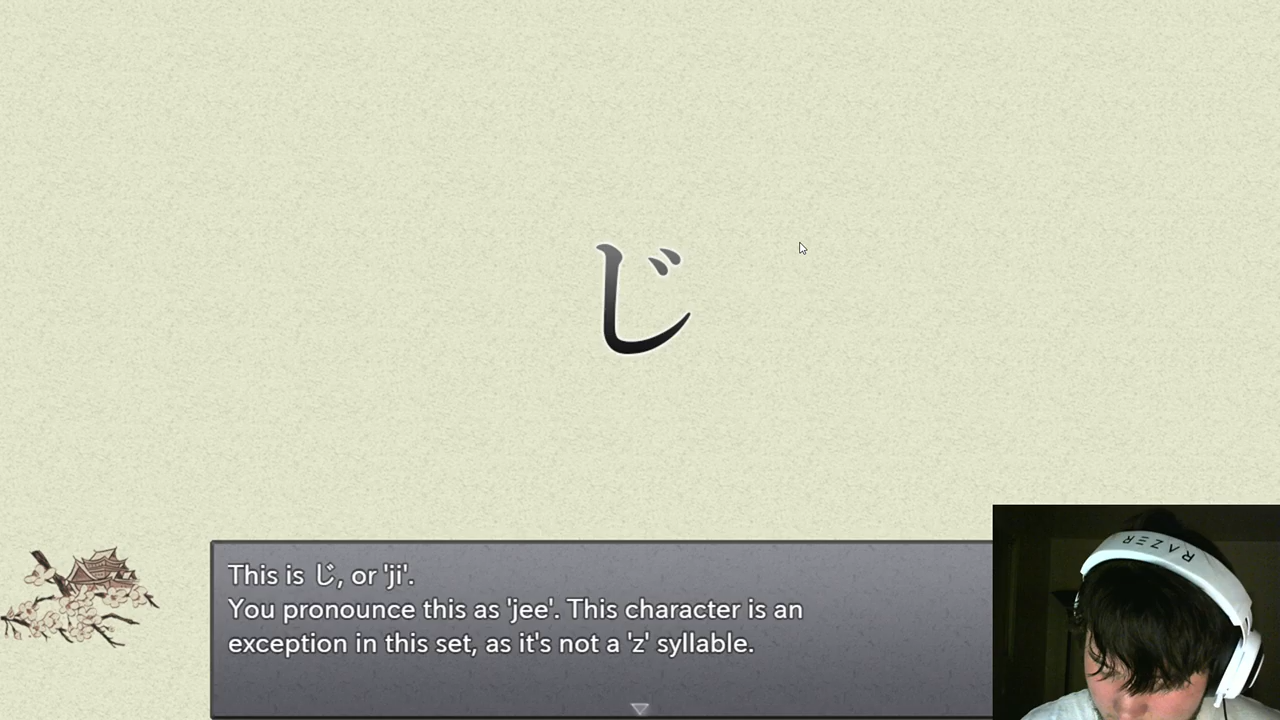 じ
This is じ, or 'ji'.
You pronounce this as 'jee'. This character is an
exception in this set, as it's not a 'z' syllable.
RAZER